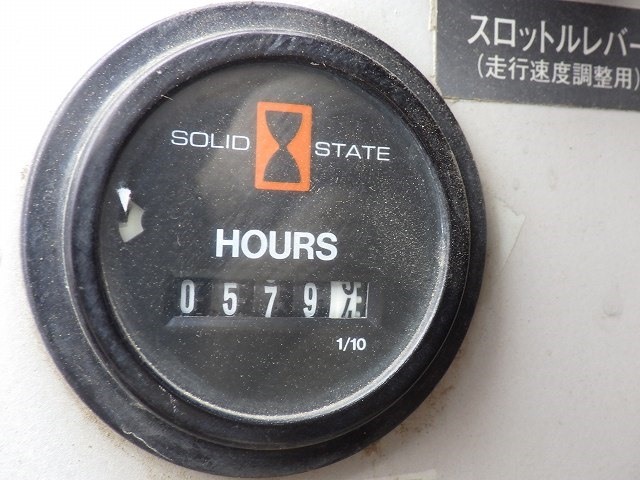 スロットルレバー
(走行速度調整用)
SOLID STATE
HOURS
0579
1/10